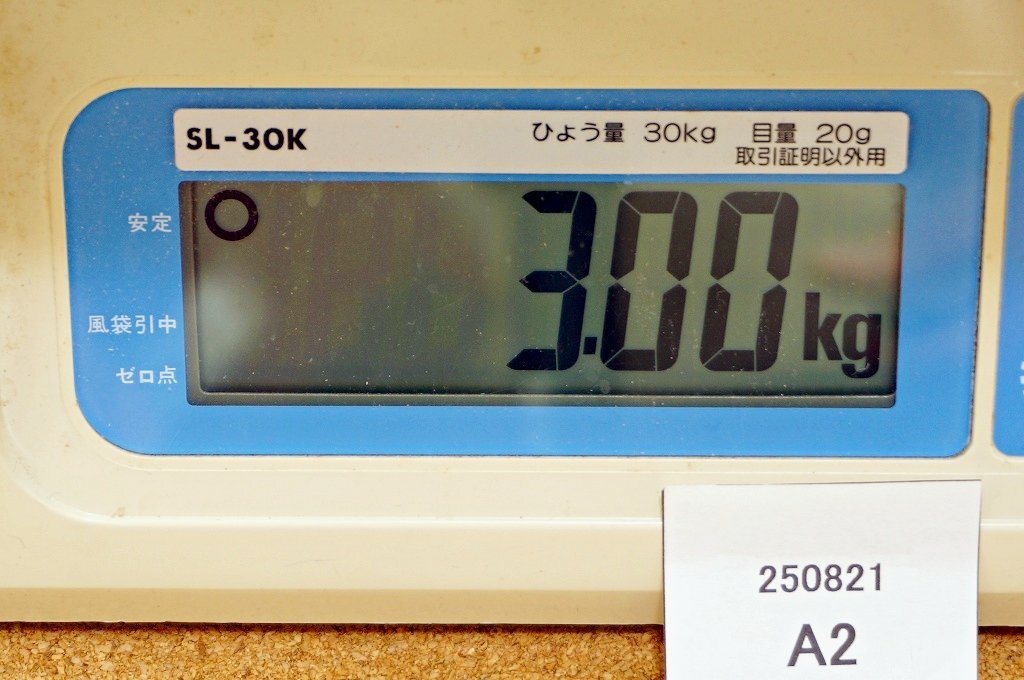 SL-30K
ひょう量 30kg 目量 20g
取引証明以外用
安定
3.00kg
風袋引中
ゼロ点
250821
A2